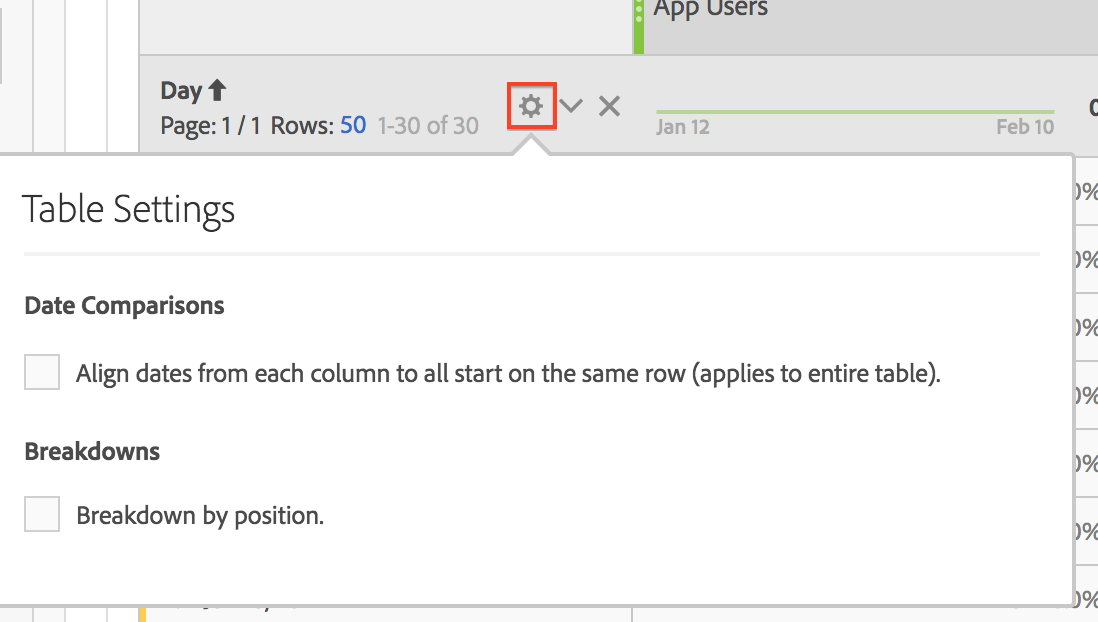 App Users
Day
Page: 1 / 1 Rows: 50 1-30 of 30
Jan 12
Feb 10
Table Settings
Date Comparisons
Align dates from each column to all start on the same row (applies to entire table).
Breakdowns
Breakdown by position.